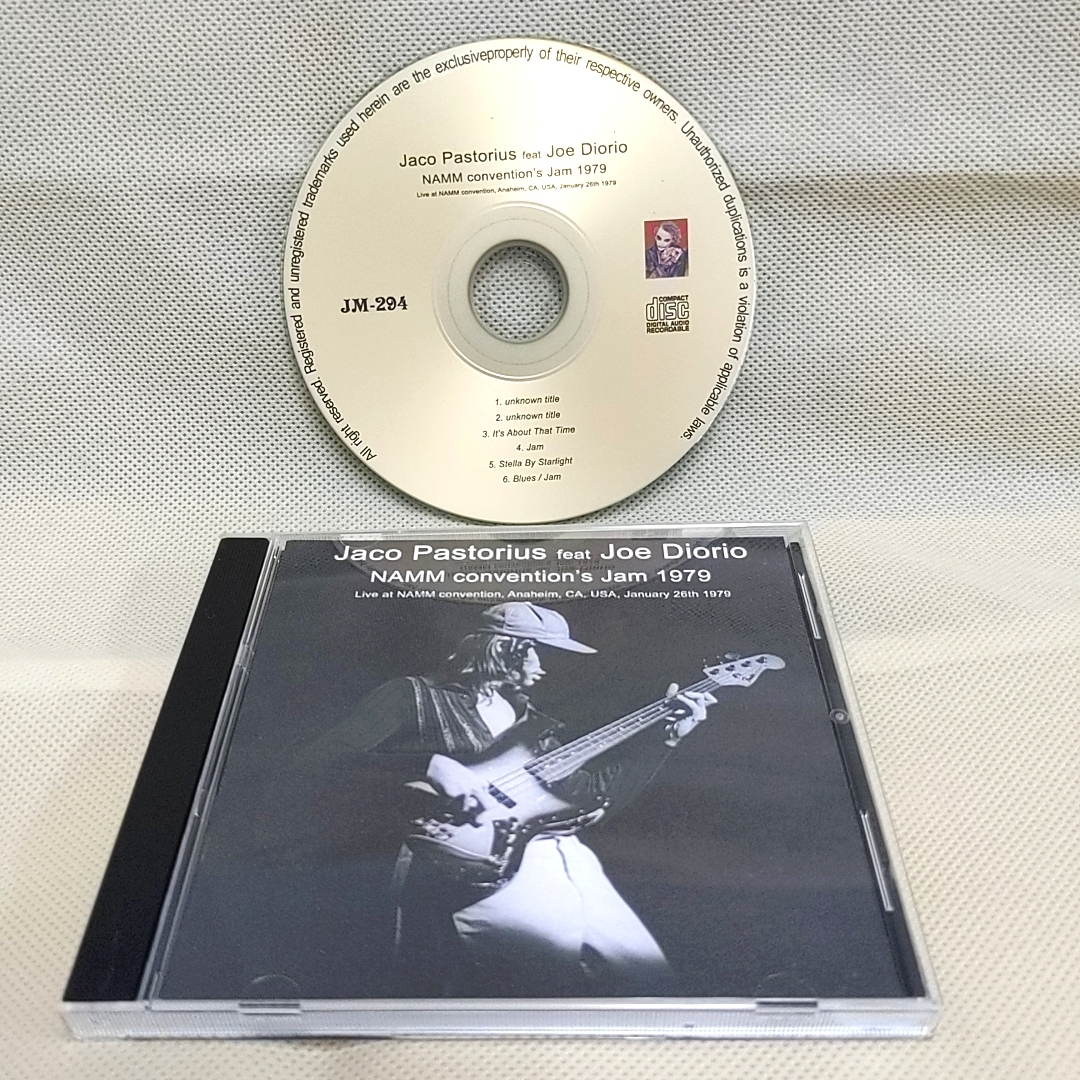 All right reserved. Registered and unregistered trademarks used herein are the exclusiveproperly of their respective owners. Unauthorized duplications is a violation of applicable laws.
Jaco Pastorius feat Joe Diorio
NAMM convention's Jam 1979
Live at NAMM convention, Anaheim, CA, USA, January 26th 1979
JM-294
COMPACT
disc
DIGITAL AUDIO
RECORDABLE
1. unknown title
2. unknown title
3. It's About That Time
4. Jam
5. Stella By Starlight
6. Blues / Jam
Jaco Pastorius feat Joe Diorio
NAMM convention's Jam 1979
Live at NAMM convention, Anaheim, CA, USA, January 26th 1979